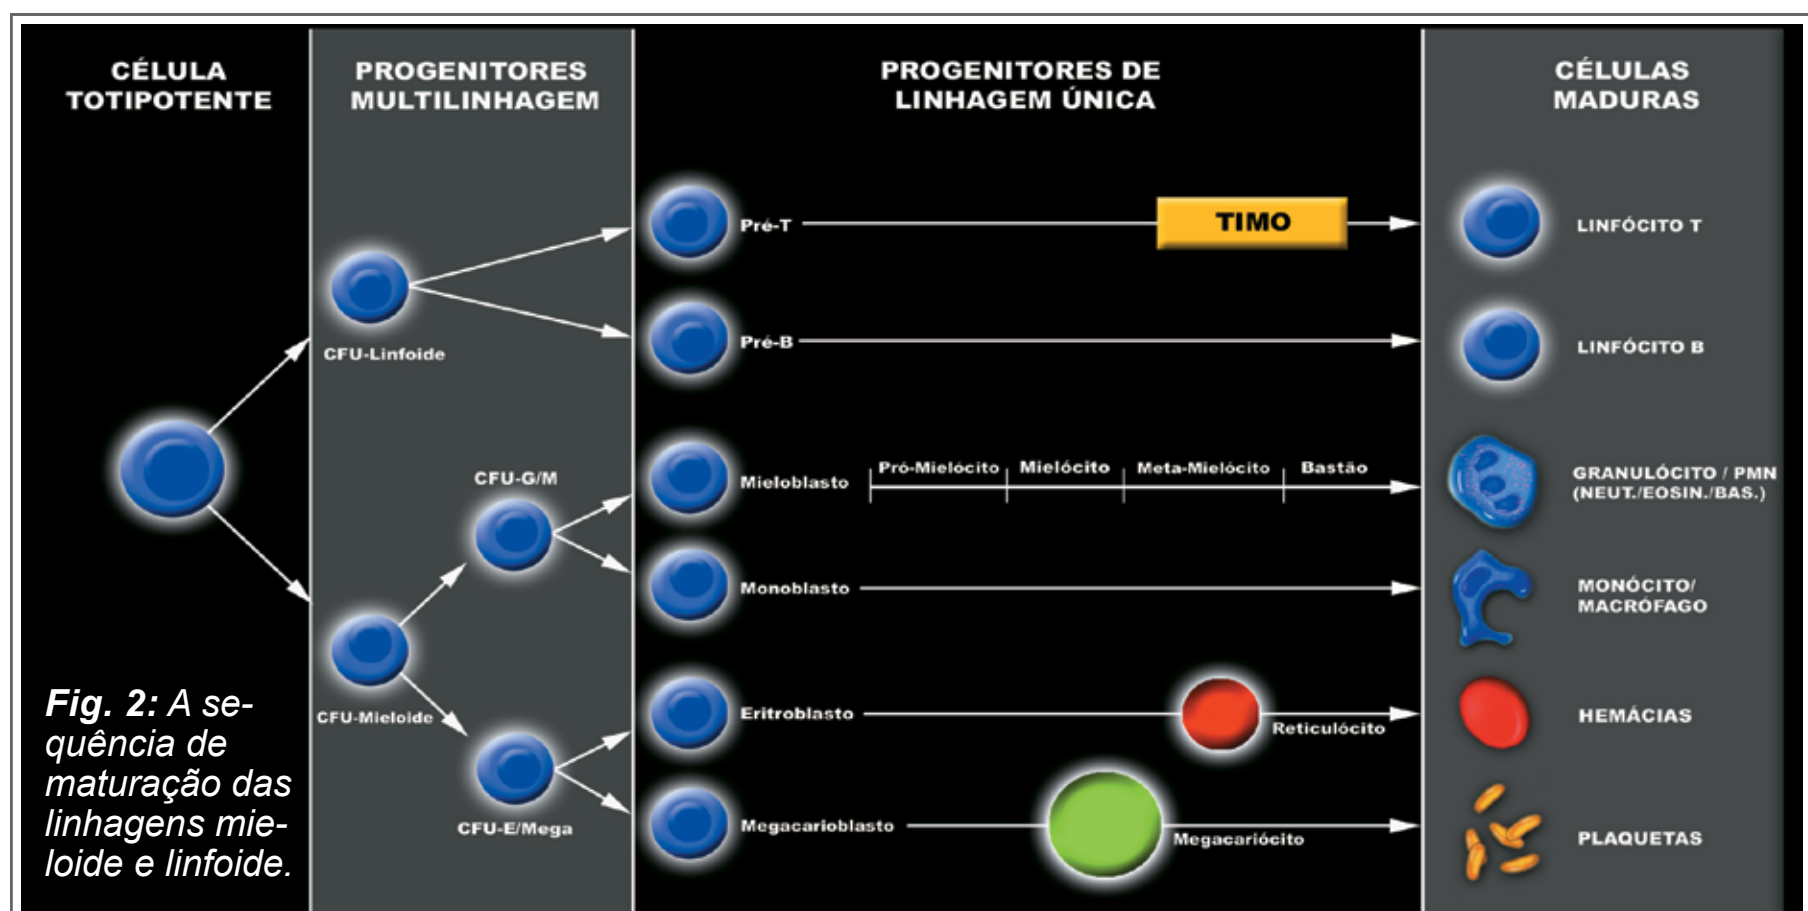 CÉLULA
TOTIPOTENTE
PROGENITORES
MULTILINHAGEM
PROGENITORES DE
LINHAGEM ÚNICA
CÉLULAS
MADURAS
Pré-T
TIMO
LINFÓCITO T
CFU-Linfoide
Pré-B
LINFÓCITO B
CFU-G/M
Mieloblasto
Pró-Mielócito
Mielócito
Meta-Mielócito
Bastão
GRANULÓCITO / PMN
(NEUT./EOSIN./BAS.)
Monoblasto
MONÓCITO/
MACRÓFAGO
CFU-Mieloide
Eritroblasto
Reticulócito
HEMÁCIAS
CFU-E/Mega
Megacarioblasto
Megacariócito
PLAQUETAS
Fig. 2: A se-
quência de
maturação das
linhagens mie-
loide e linfoide.